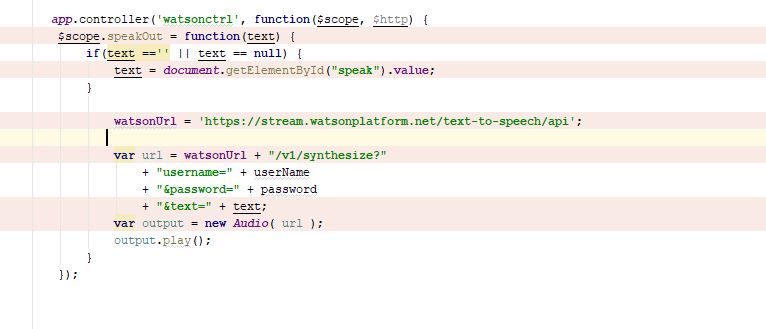 app.controller('watsonctrl', function($scope, $http) {
$scope.speakOut = function(text) {
if(text =='' || text == null) {
text = document.getElementById("speak").value;
}
watsonUrl = 'https://stream.watsonplatform.net/text-to-speech/api';
var url = watsonUrl + "/v1/synthesize?"
+ "username=" + userName
+ "&password=" + password
+ "&text=" + text;
var output = new Audio( url );
output.play();
}
});